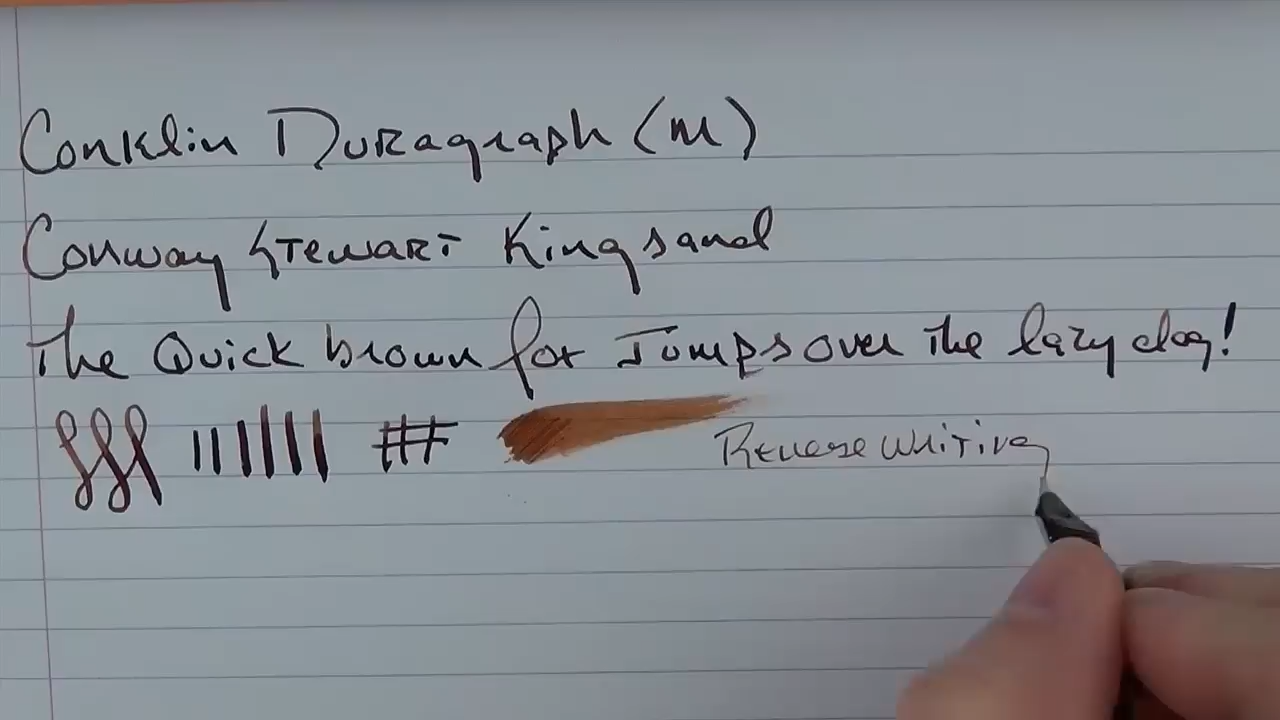 Conklin Duragraph (M)
Conway Stewart Kingsand
The Quick brown fox Jumps over the lazy dog!
Reverse writing